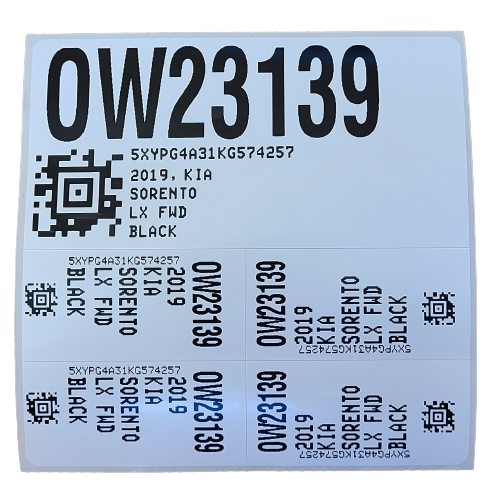 OW23139
5XYPG4A31KG574257
2019, KIA
SORENTO
LX FWD
BLACK
5XYPG4A31KG574257
OW23139
2019
KIA
SORENTO
LX FWD
BLACK
OW23139
2019
KIA
SORENTO
LX FWD
BLACK
5XYPG4A31KG574257
5XYPG4A31KG574257
OW23139
2019
KIA
SORENTO
LX FWD
BLACK
OW23139
2019
KIA
SORENTO
LX FWD
BLACK
5XYPG4A31KG574257